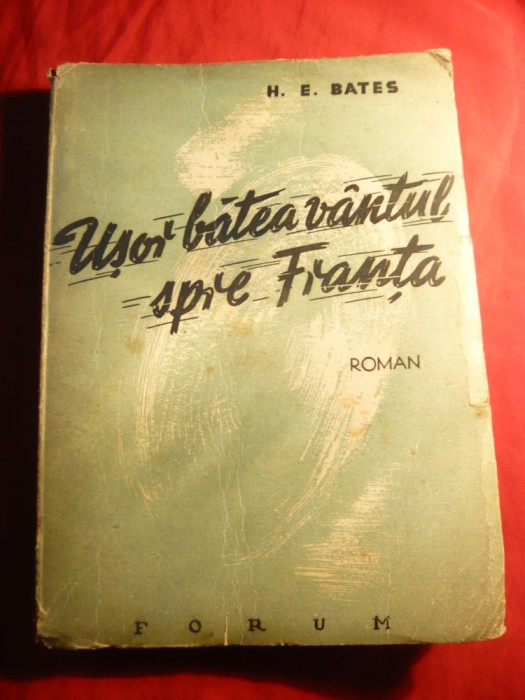 H. E. BATES
Ușor bătea vântul
spre Franța
ROMAN
FORUM